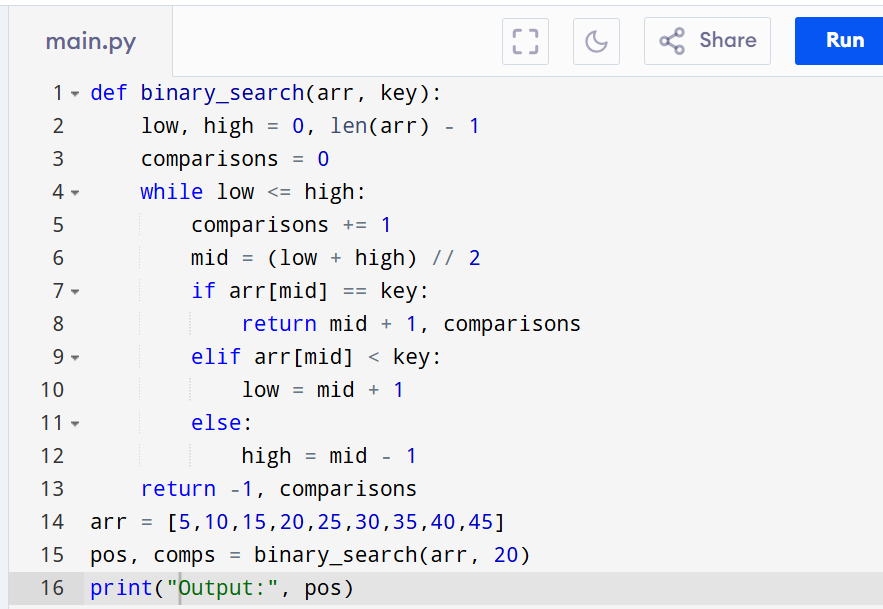 main.py
Share
Run
1 def binary_search(arr, key):
2     low, high = 0, len(arr) - 1
3     comparisons = 0
4     while low <= high:
5         comparisons += 1
6         mid = (low + high) // 2
7         if arr[mid] == key:
8             return mid + 1, comparisons
9         elif arr[mid] < key:
10             low = mid + 1
11         else:
12             high = mid - 1
13     return -1, comparisons
14 arr = [5,10,15,20,25,30,35,40,45]
15 pos, comps = binary_search(arr, 20)
16 print("Output:", pos)